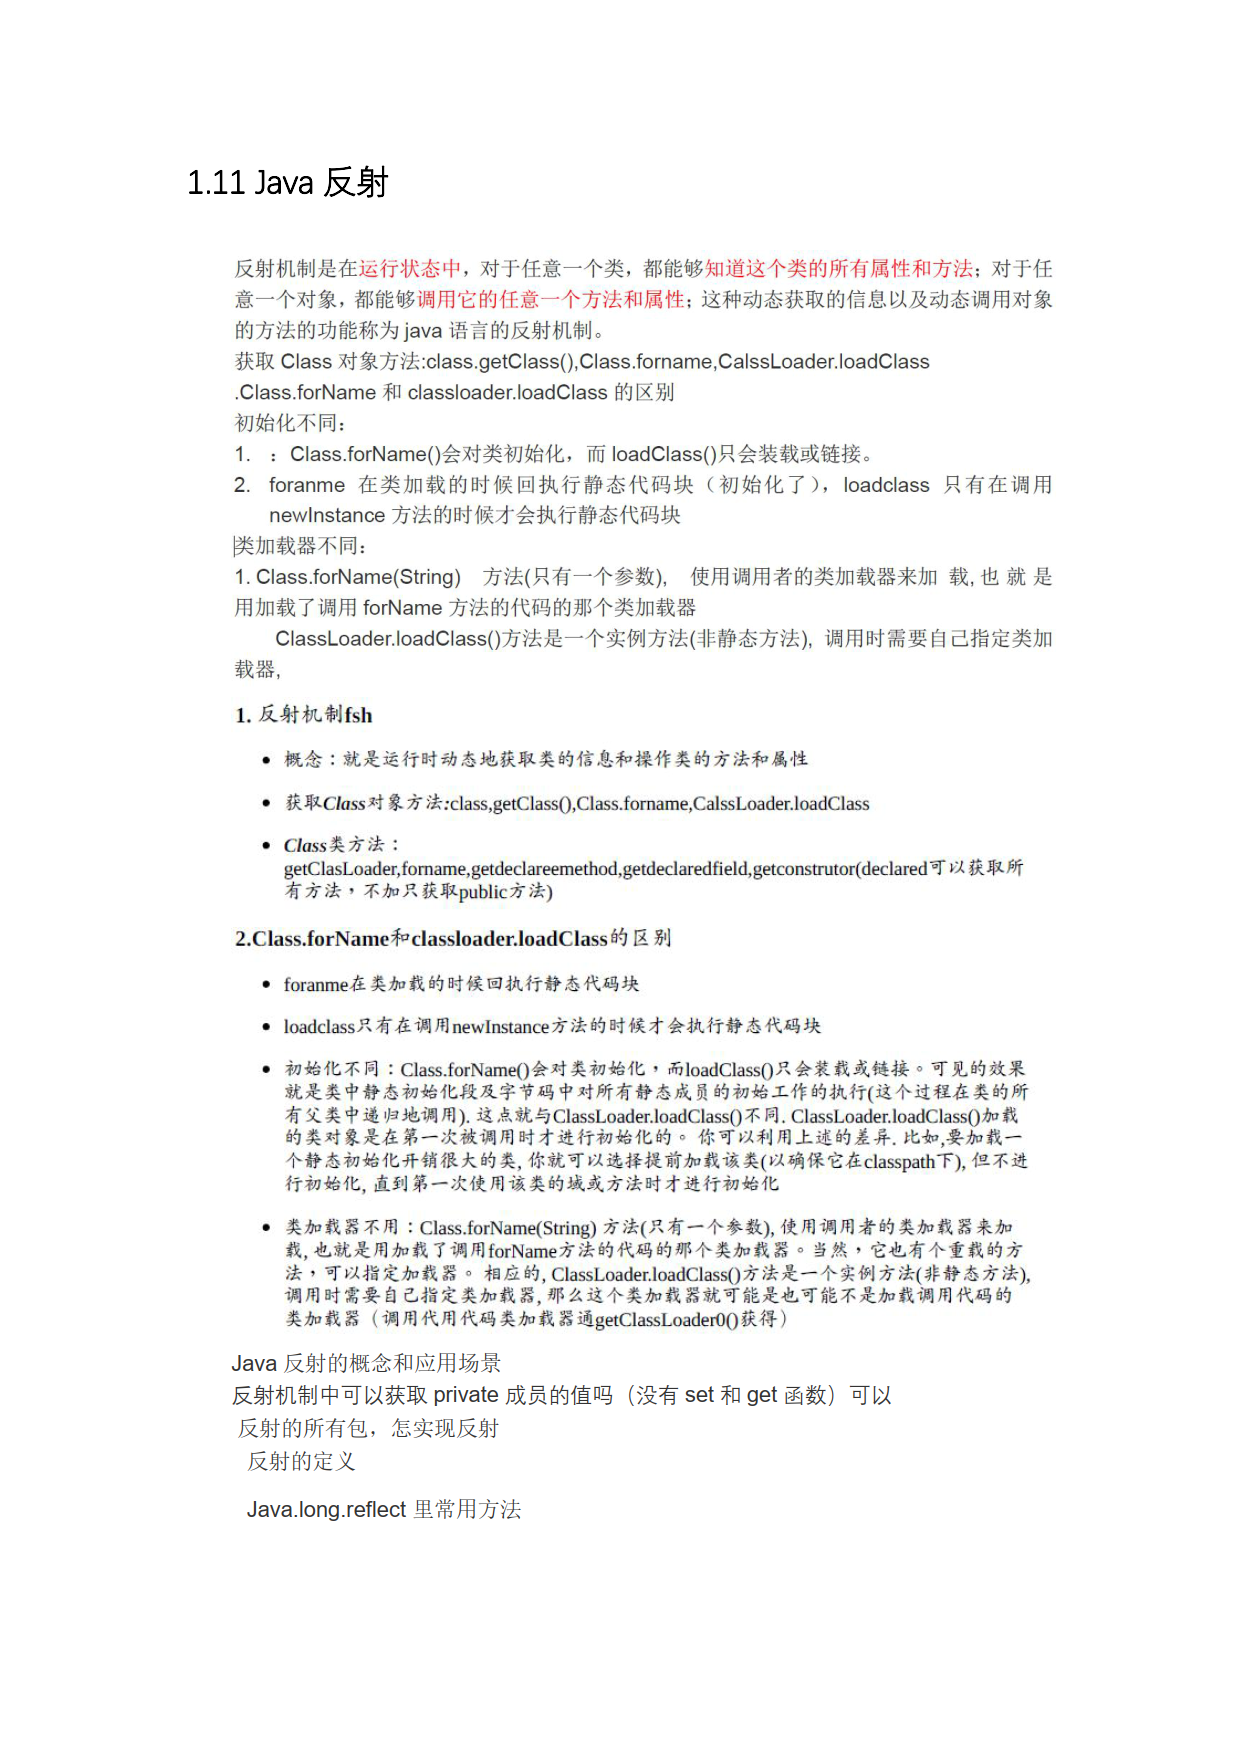 1.11 Java 反射
反射机制是在运行状态中，对于任意一个类，都能够知道这个类的所有属性和方法；对于任
意一个对象，都能够调用它的任意一个方法和属性；这种动态获取的信息以及动态调用对象
的方法的功能称为 java 语言的反射机制。
获取 Class 对象方法:class.getClass(),Class.forname,CalssLoader.loadClass
.Class.forName 和 classloader.loadClass 的区别
初始化不同：
1. ：Class.forName()会对类初始化，而 loadClass()只会装载或链接。
2. foranme 在类加载的时候回执行静态代码块（初始化了），loadclass 只有在调用
newInstance 方法的时候才会执行静态代码块
类加载器不同：
1. Class.forName(String) 方法(只有一个参数), 使用调用者的类加载器来加 载, 也 就 是
用加载了调用 forName 方法的代码的那个类加载器
ClassLoader.loadClass()方法是一个实例方法(非静态方法), 调用时需要自己指定类加
载器,
1. 反射机制fsh
• 概念：就是运行时动态地获取类的信息和操作类的方法和属性
• 获取Class对象方法:class,getClass(),Class.forname,CalssLoader.loadClass
• Class类方法：
getClasLoader,forname,getdeclareemethod,getdeclaredfield,getconstrutor(declared可以获取所
有方法，不加只获取public方法)
2.Class.forName和classloader.loadClass的区别
• foranme在类加载的时候回执行静态代码块
• loadclass只有在调用newInstance方法的时候才会执行静态代码块
• 初始化不同：Class.forName()会对类初始化，而loadClass()只会装载或链接。可见的效果
就是类中静态初始化段及字节码中对所有静态成员的初始工作的执行(这个过程在类的所
有父类中递归地调用). 这点就与ClassLoader.loadClass()不同. ClassLoader.loadClass()加载
的类对象是在第一次被调用时才进行初始化的。 你可以利用上述的差异. 比如,要加载一
个静态初始化开销很大的类, 你就可以选择提前加载该类(以确保它在classpath下), 但不进
行初始化, 直到第一次使用该类的域或方法时才进行初始化
• 类加载器不用：Class.forName(String) 方法(只有一个参数), 使用调用者的类加载器来加
载, 也就是用加载了调用forName方法的代码的那个类加载器。当然，它也有个重载的方
法，可以指定加载器。 相应的, ClassLoader.loadClass()方法是一个实例方法(非静态方法),
调用时需要自己指定类加载器, 那么这个类加载器就可能是也可能不是加载调用代码的
类加载器（调用代用代码类加载器通getClassLoader0()获得）
Java 反射的概念和应用场景
反射机制中可以获取 private 成员的值吗（没有 set 和 get 函数）可以
反射的所有包，怎实现反射
反射的定义
Java.long.reflect 里常用方法